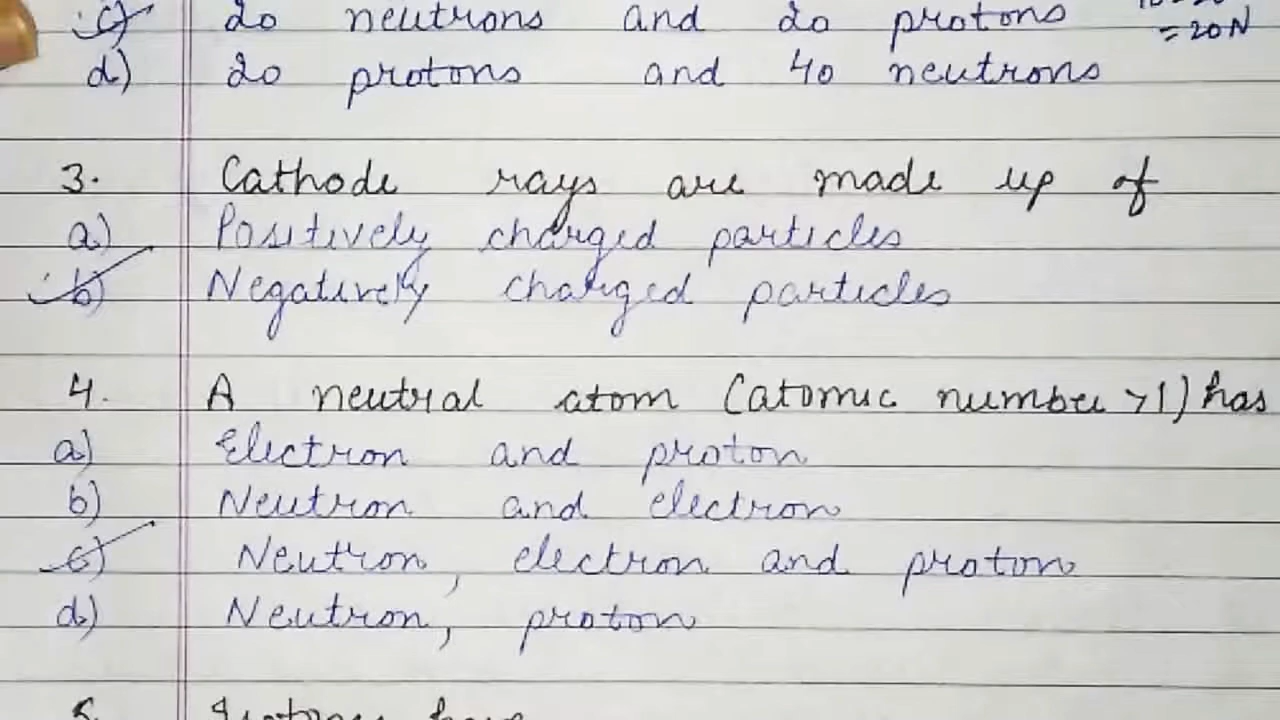 c) 20 neutrons and 20 protons
= 20 N
d) 20 protons and 40 neutrons
3. Cathode rays are made up of
a) Positively charged particles
b) Negatively charged particles
4. A neutral atom (atomic number >1) has
a) Electron and proton
b) Neutron and electron
c) Neutron, electron and proton
d) Neutron, proton
5.